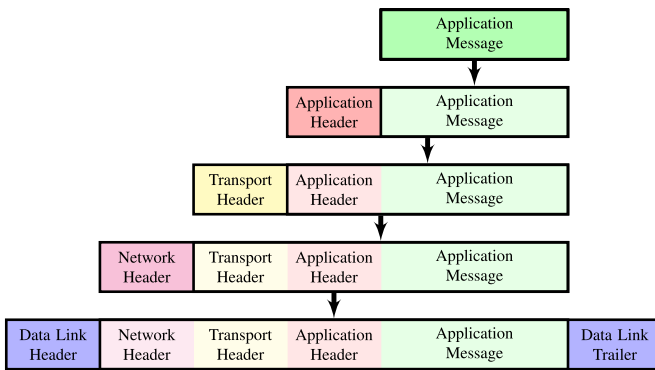 Application
Message
Application
Header
Application
Message
Transport
Header
Application
Header
Application
Message
Network
Header
Transport
Header
Application
Header
Application
Message
Data Link
Header
Network
Header
Transport
Header
Application
Header
Application
Message
Data Link
Trailer